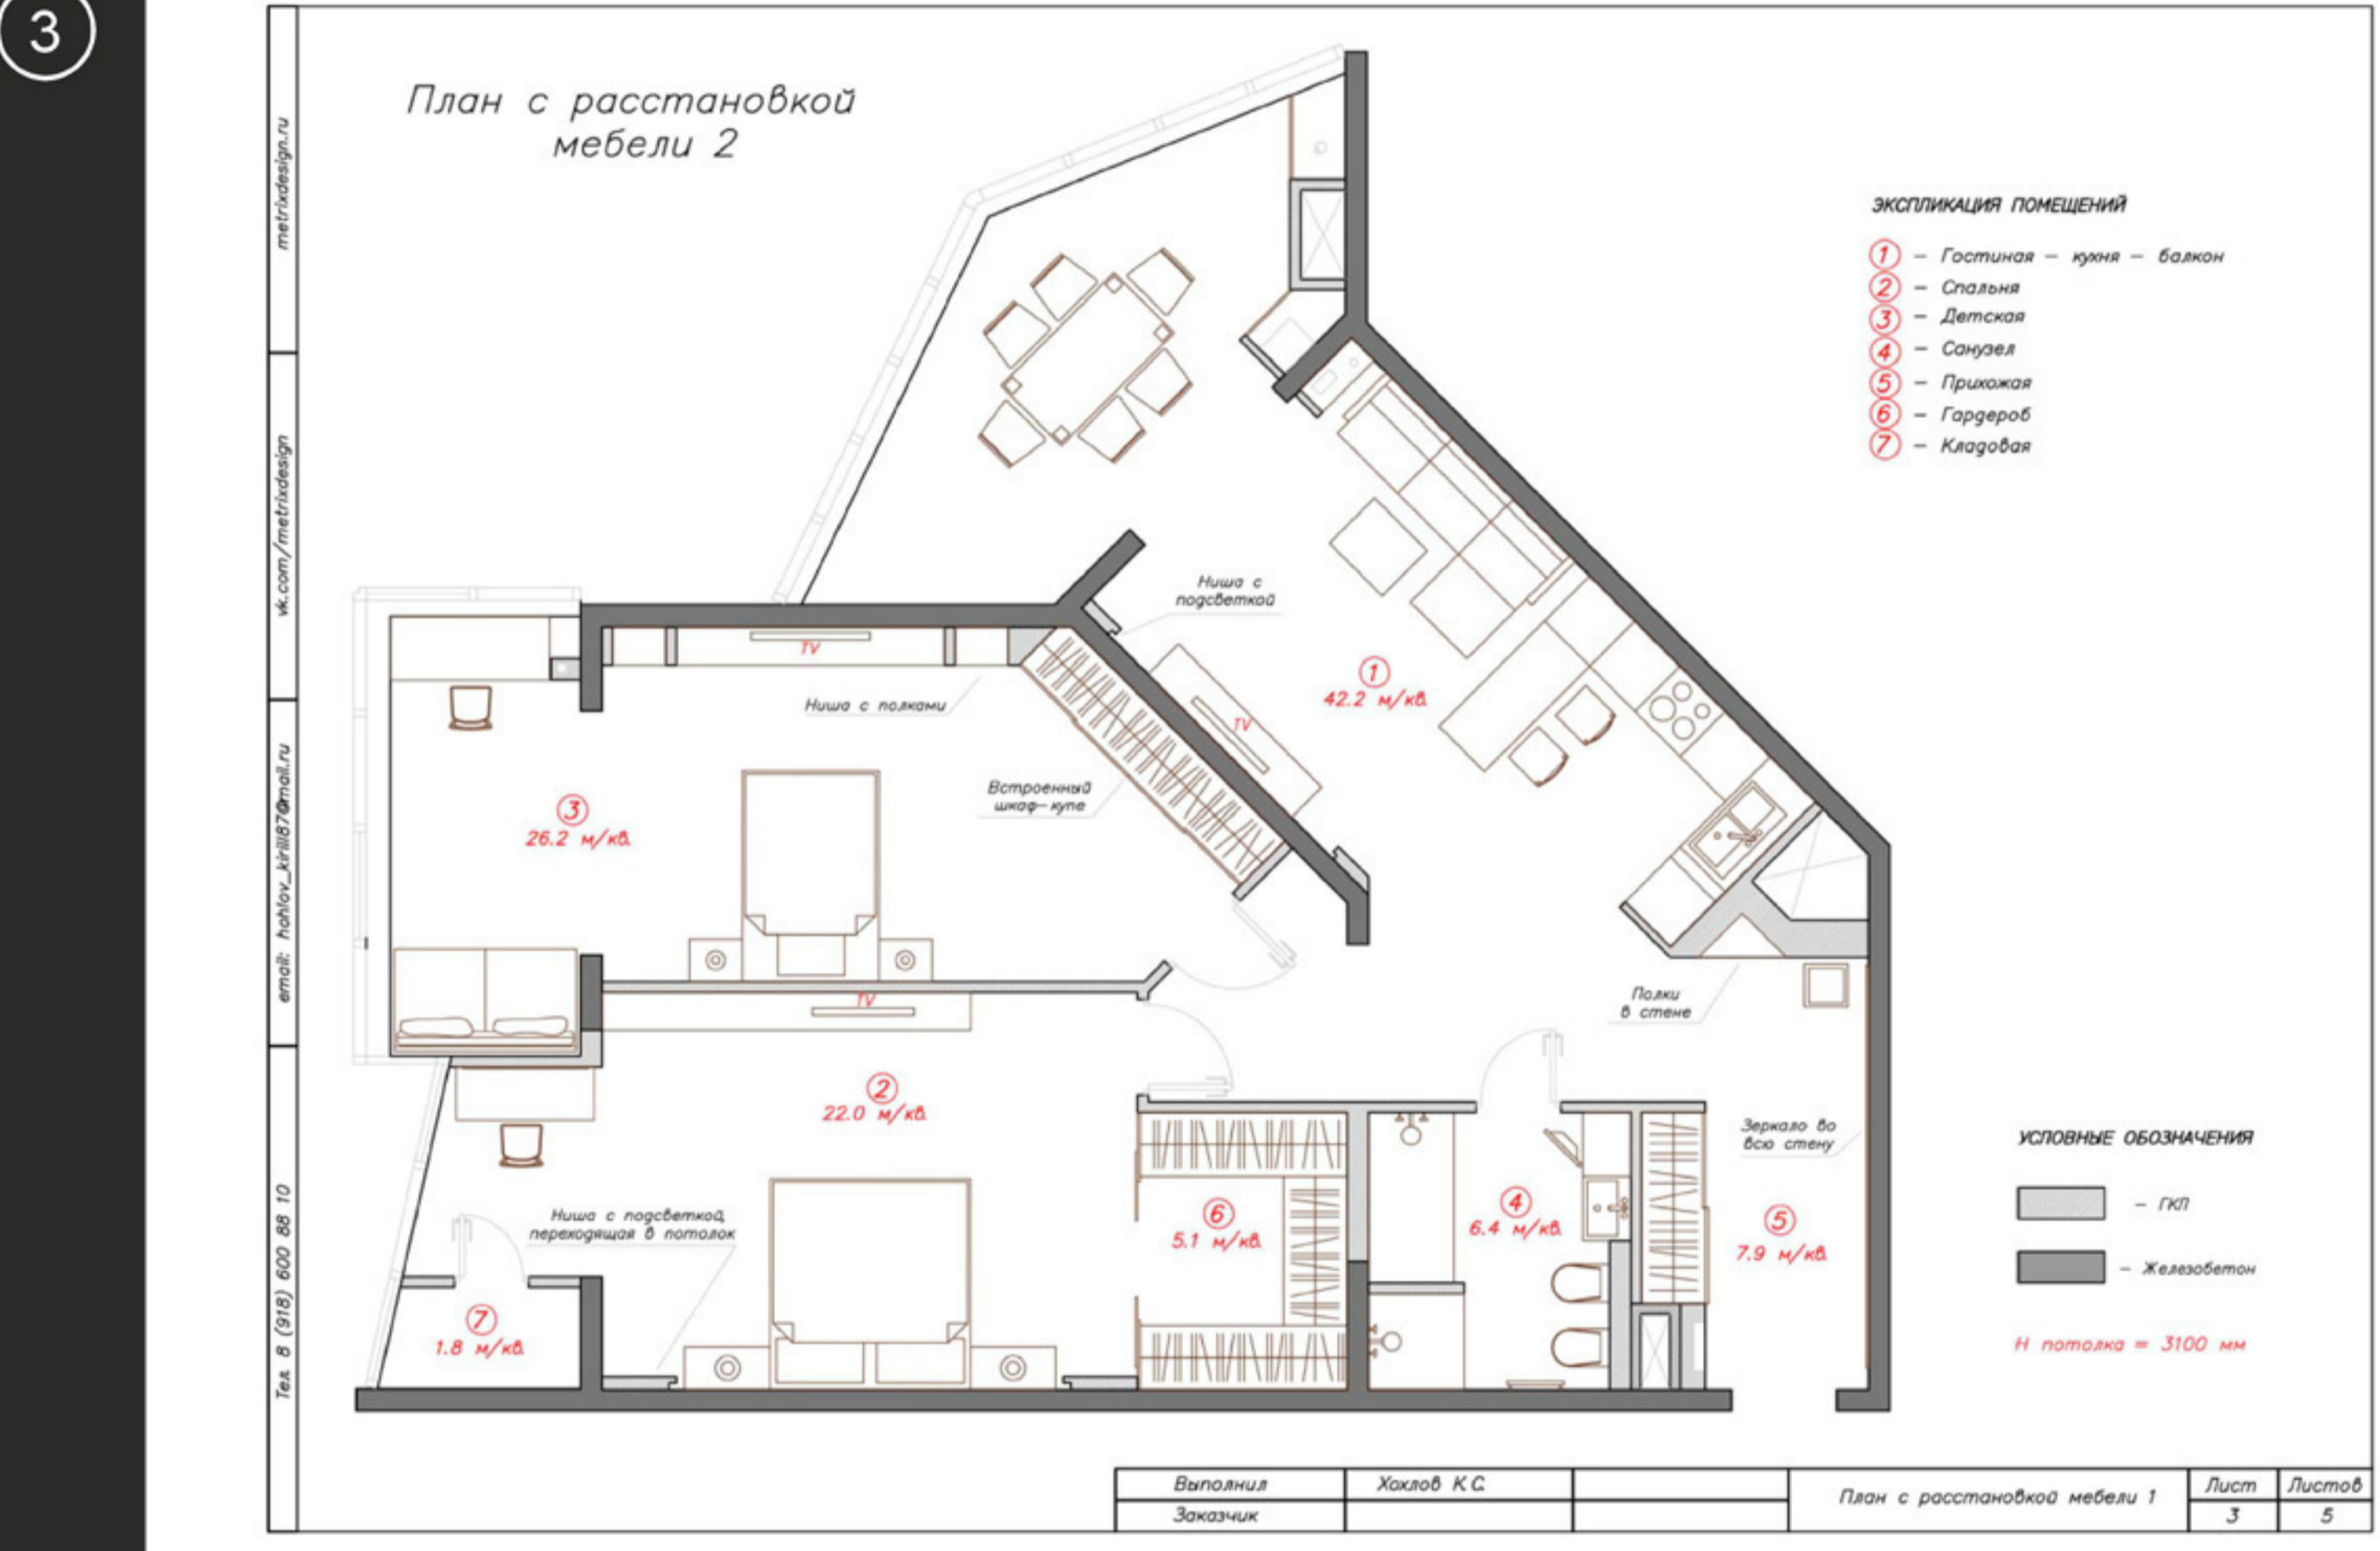 3
План с расстановкой
мебели 2
metrixdesign.ru
vk.com/metrixdesign
email: hohlov_kirill87@mail.ru
Тел. 8 (918) 600 88 10
ЭКСПЛИКАЦИЯ ПОМЕЩЕНИЙ
1 – Гостиная – кухня – балкон
2 – Спальня
3 – Детская
4 – Санузел
5 – Прихожая
6 – Гардероб
7 – Кладовая
Ниша с
подсветкой
TV
Ниша с полками
1
42.2 м/кв.
TV
Встроенный
шкаф-купе
3
26.2 м/кв.
TV
Полки
в стене
2
22.0 м/кв.
Зеркало во
всю стену
Ниша с подсветкой,
переходящая в потолок
6
5.1 м/кв.
4
6.4 м/кв.
5
7.9 м/кв.
7
1.8 м/кв.
УСЛОВНЫЕ ОБОЗНАЧЕНИЯ
– ГКЛ
– Железобетон
H потолка = 3100 мм
Выполнил Хохлов К.С.
Заказчик
План с расстановкой мебели 1
Лист Листов
3 5